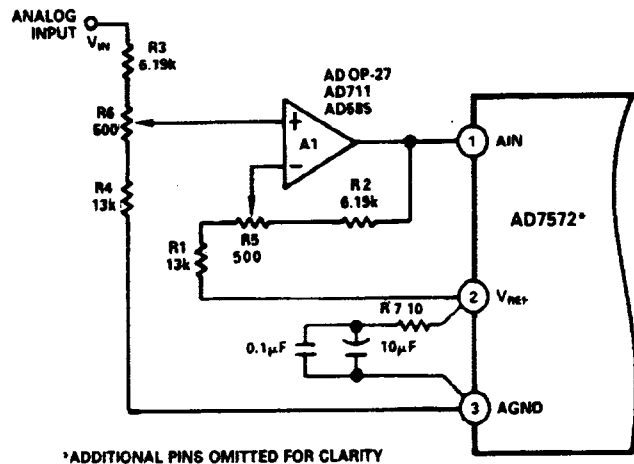 ANALOG
INPUT
VIN
R3
6.19k
R6
500
R4
13k
AD OP-27
AD711
AD585
+
A1
−
R2
6.19k
R5
500
R1
13k
1
AIN
AD7572*
2
VREF
R7 10
0.1µF
10µF
3
AGND
*ADDITIONAL PINS OMITTED FOR CLARITY